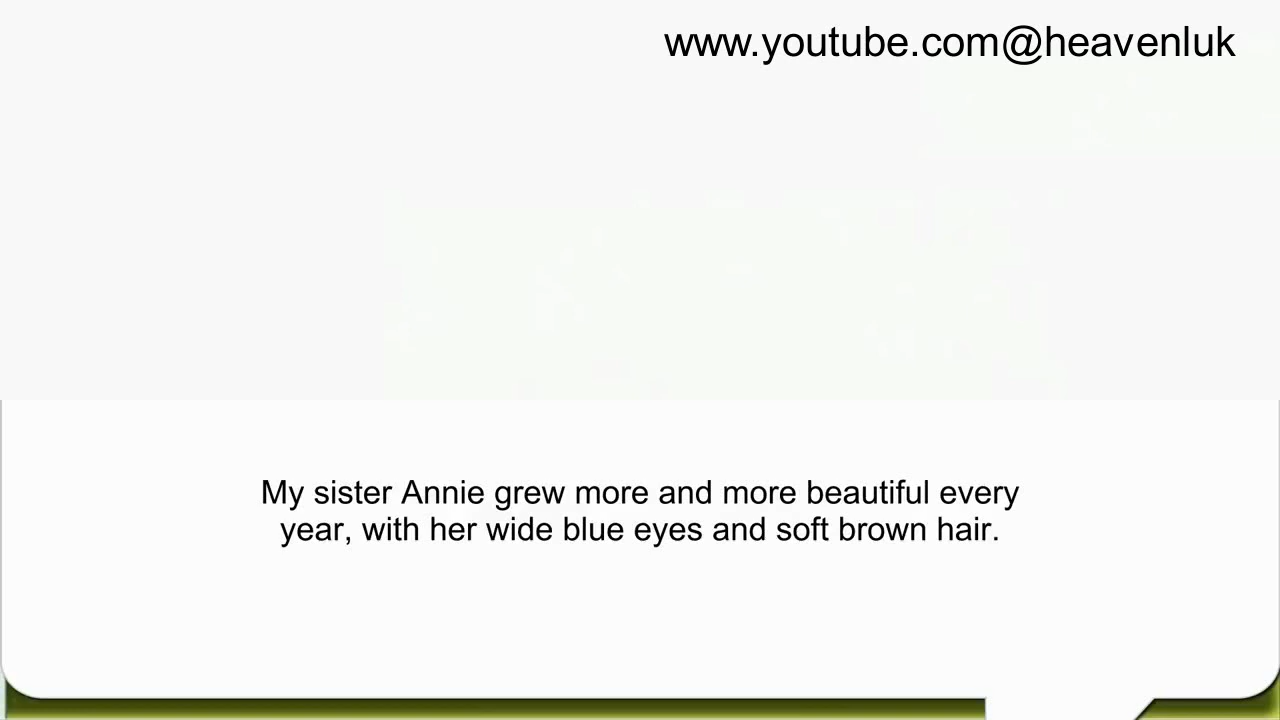 www.youtube.com@heavenluk
My sister Annie grew more and more beautiful every
year, with her wide blue eyes and soft brown hair.